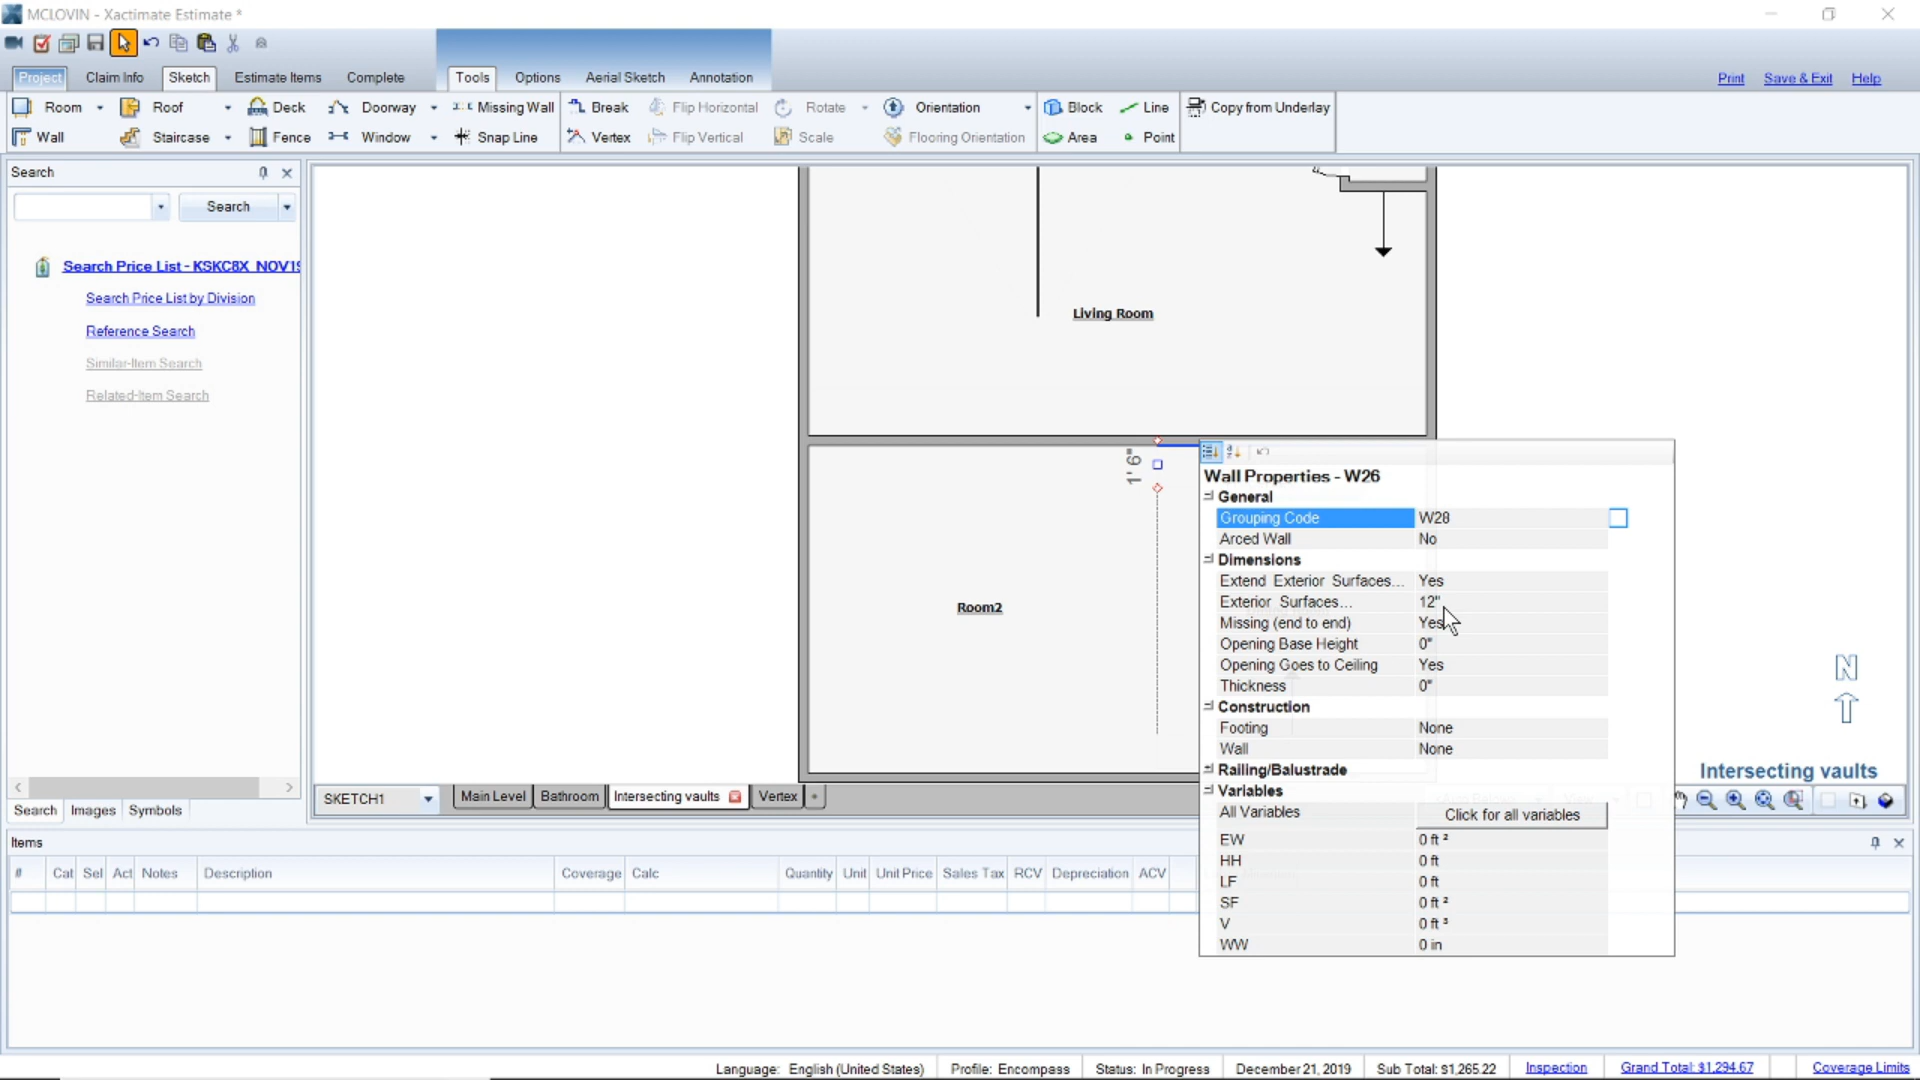 MCLOVIN - Xactimate Estimate *
Project Claim Info Sketch Estimate Items Complete Tools Options Aerial Sketch Annotation Print Save & Exit Help
Room Roof Deck Doorway Missing Wall Break Flip Horizontal Rotate Orientation Block Line Copy from Underlay
Wall Staircase Fence Window Snap Line Vertex Flip Vertical Scale Flooring Orientation Area Point
Search
Search
Search Price List - KSKC8X_NOV19
Search Price List by Division
Reference Search
Similar-Item Search
Related-Item Search
Living Room
1' 6"
Room2
Wall Properties - W26
General
Grouping Code W28
Arced Wall No
Dimensions
Extend Exterior Surfaces... Yes
Exterior Surfaces... 12"
Missing (end to end) Yes
Opening Base Height 0"
Opening Goes to Ceiling Yes
Thickness 0"
Construction
Footing None
Wall None
Railing/Balustrade
Variables
All Variables Click for all variables
EW 0 ft ²
HH 0 ft
LF 0 ft
SF 0 ft ²
V 0 ft ³
WW 0 in
N
Intersecting vaults
SKETCH1 Main Level Bathroom Intersecting vaults Vertex +
Search Images Symbols
Items
# Cat Sel Act Notes Description Coverage Calc Quantity Unit Unit Price Sales Tax RCV Depreciation ACV
Language: English (United States) Profile: Encompass Status: In Progress December 21, 2019 Sub Total: $1,265.22 Inspection Grand Total: $1,294.67 Coverage Limits